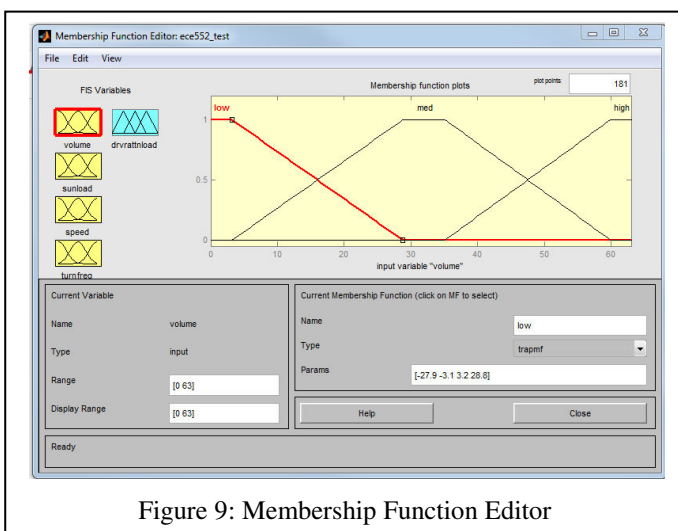 Membership Function Editor: ece552_test
File Edit View
FIS Variables
Membership function plots
plot points
181
volume
drvrattnload
sunload
speed
turnfreq
low
med
high
1
0.5
0
0 10 20 30 40 50 60
input variable "volume"
Current Variable
Name volume
Type input
Range [0 63]
Display Range [0 63]
Current Membership Function (click on MF to select)
Name low
Type trapmf
Params [-27.9 -3.1 3.2 28.8]
Help
Close
Ready
Figure 9: Membership Function Editor